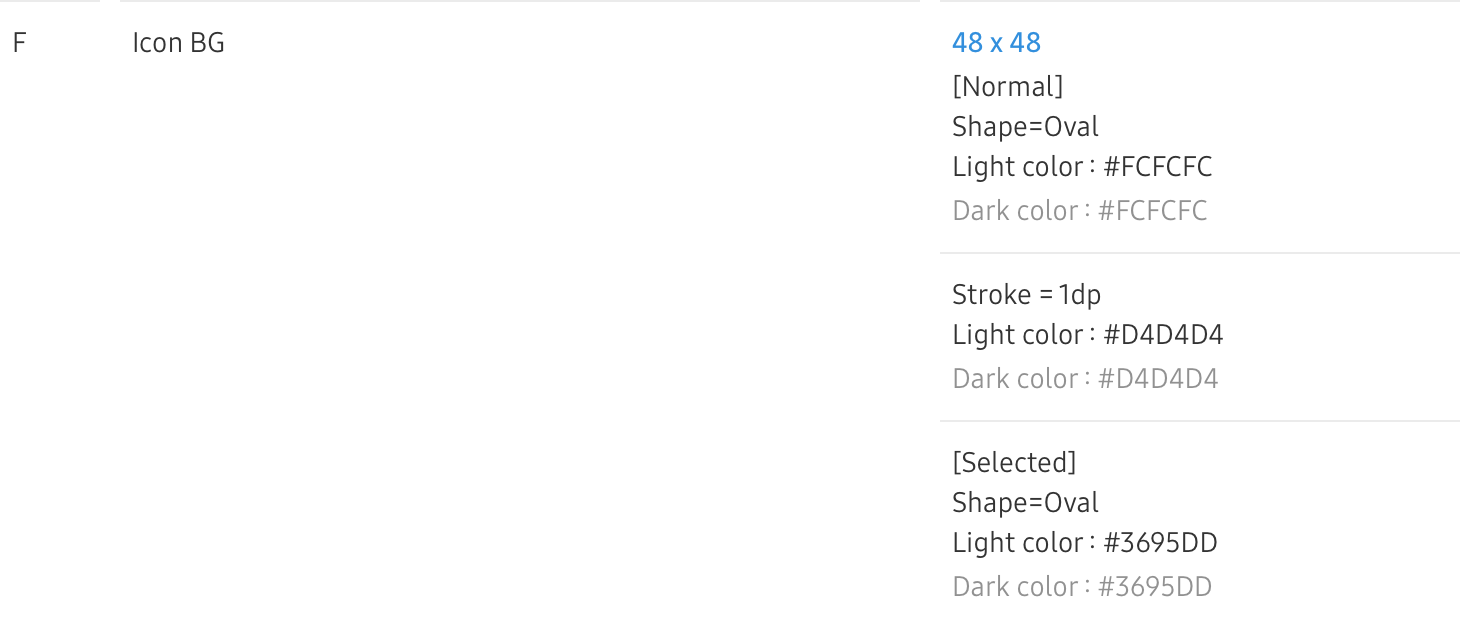 F
Icon BG
48 x 48
[Normal]
Shape=Oval
Light color : #FCFCFC
Dark color : #FCFCFC
Stroke = 1dp
Light color : #D4D4D4
Dark color : #D4D4D4
[Selected]
Shape=Oval
Light color : #3695DD
Dark color : #3695DD